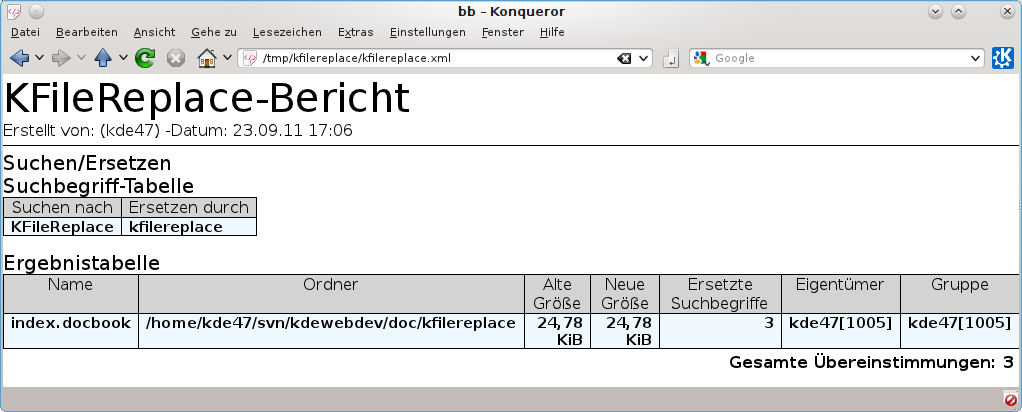 bb – Konqueror
Datei Bearbeiten Ansicht Gehe zu Lesezeichen Extras Einstellungen Fenster Hilfe
/tmp/kfilereplace/kfilereplace.xml Google
KFileReplace-Bericht
Erstellt von: (kde47) -Datum: 23.09.11 17:06
Suchen/Ersetzen
Suchbegriff-Tabelle
Suchen nach Ersetzen durch
KFileReplace kfilereplace
Ergebnistabelle
Name Ordner Alte Neue Ersetzte Eigentümer Gruppe
Größe Größe Suchbegriffe
index.docbook /home/kde47/svn/kdewebdev/doc/kfilereplace 24,78 24,78 3 kde47[1005] kde47[1005]
KiB KiB
Gesamte Übereinstimmungen: 3